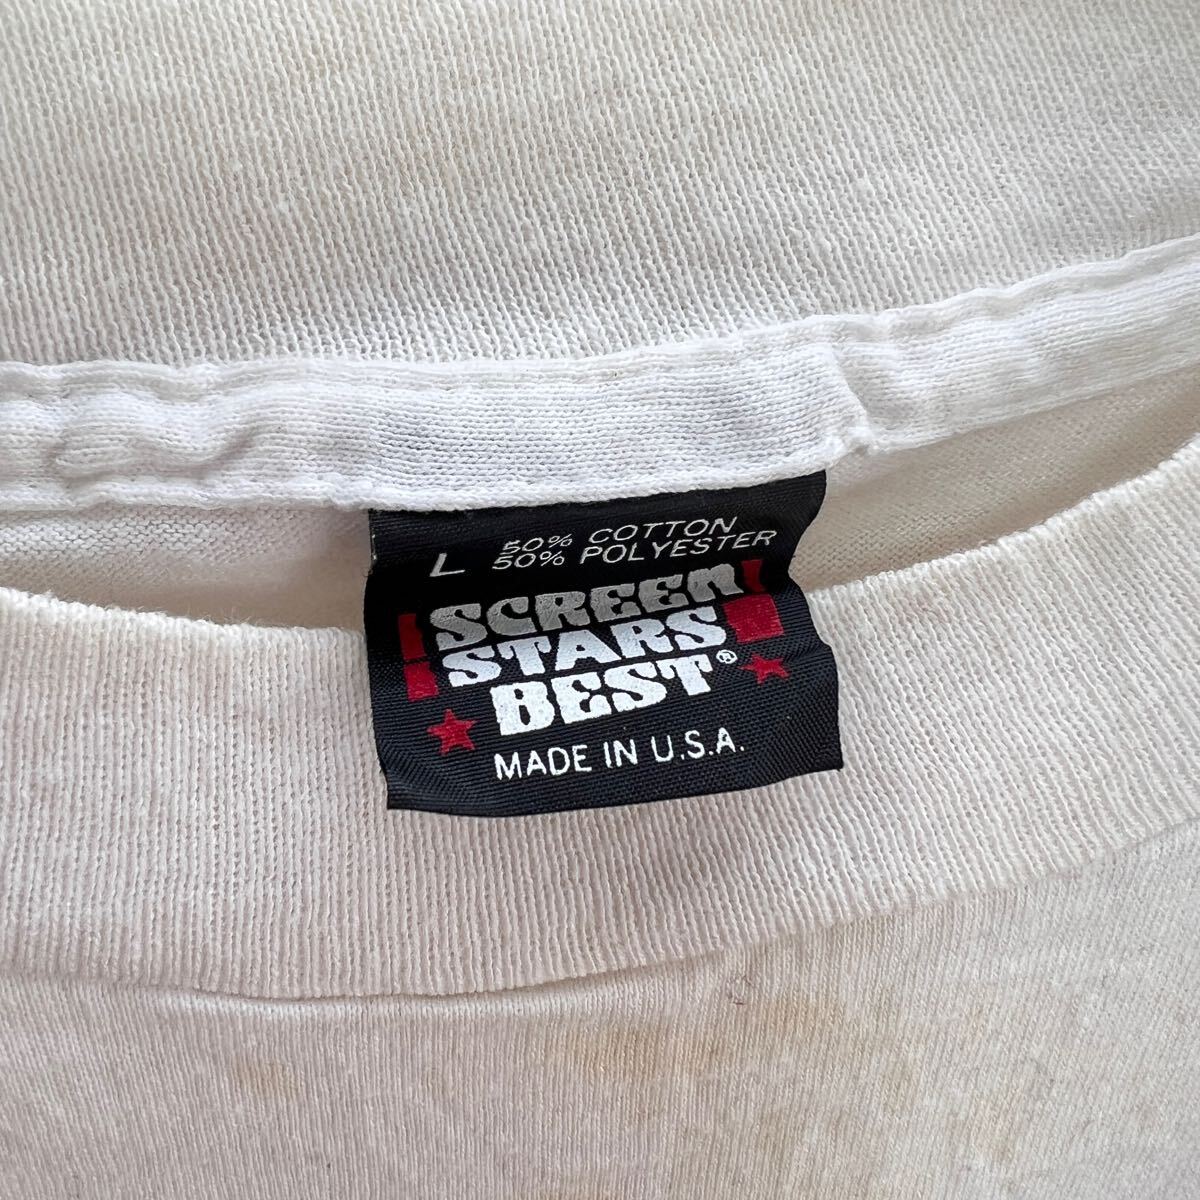 L 50% COTTON
50% POLYESTER
SCREEN
STARS
BEST®
MADE IN U.S.A.